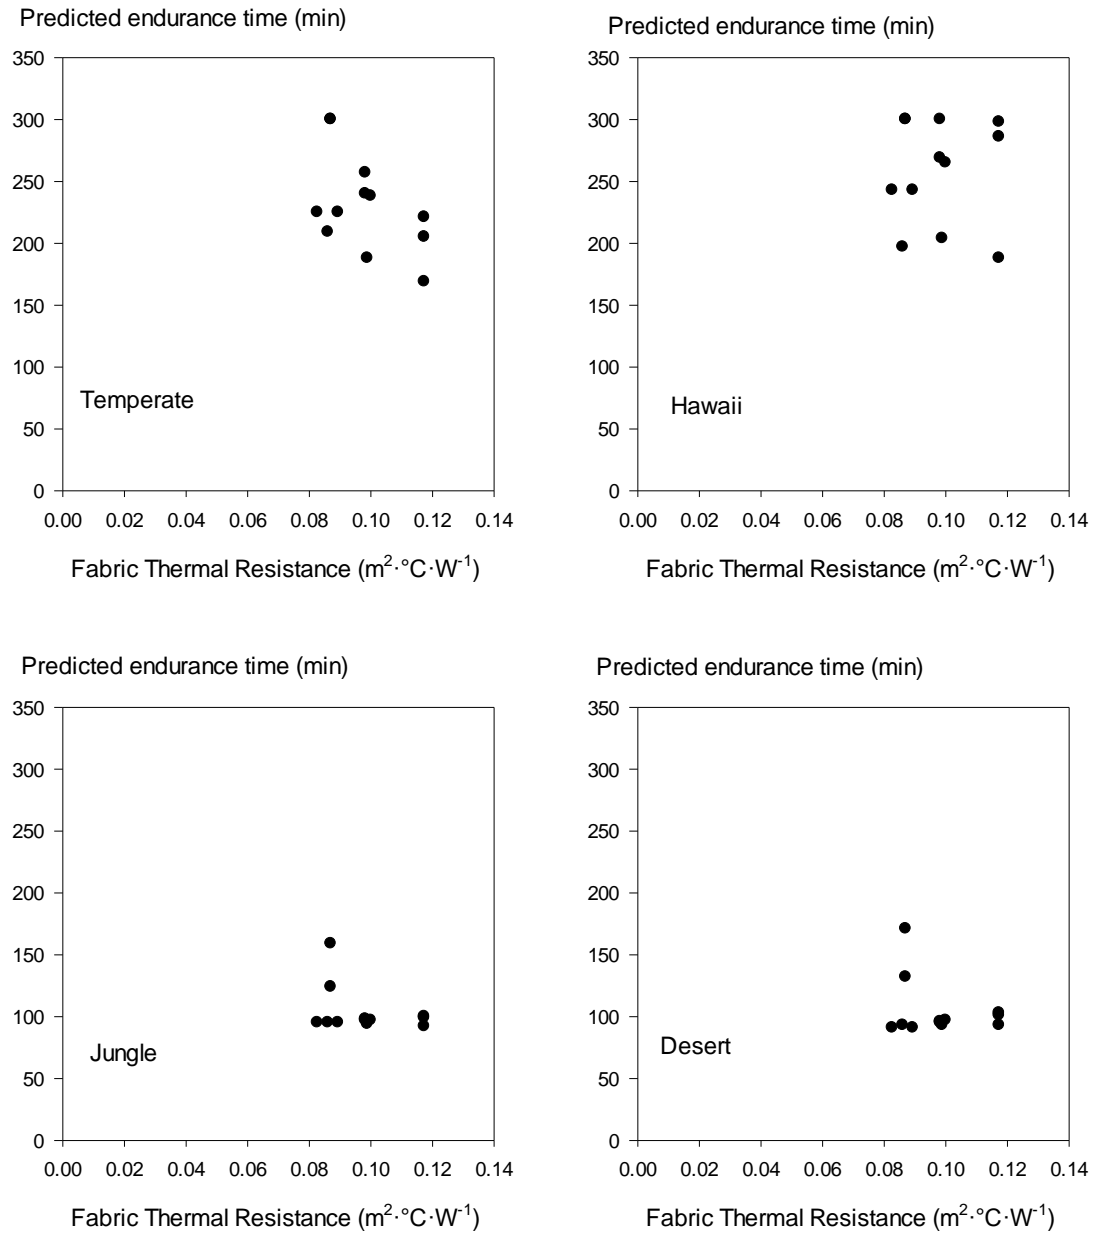 Predicted endurance time (min)
350
300
250
200
150
100
50
0
Temperate
0.00 0.02 0.04 0.06 0.08 0.10 0.12 0.14
Fabric Thermal Resistance (m²·°C·W⁻¹)
Predicted endurance time (min)
350
300
250
200
150
100
50
0
Hawaii
0.00 0.02 0.04 0.06 0.08 0.10 0.12 0.14
Fabric Thermal Resistance (m²·°C·W⁻¹)
Predicted endurance time (min)
350
300
250
200
150
100
50
0
Jungle
0.00 0.02 0.04 0.06 0.08 0.10 0.12 0.14
Fabric Thermal Resistance (m²·°C·W⁻¹)
Predicted endurance time (min)
350
300
250
200
150
100
50
0
Desert
0.00 0.02 0.04 0.06 0.08 0.10 0.12 0.14
Fabric Thermal Resistance (m²·°C·W⁻¹)